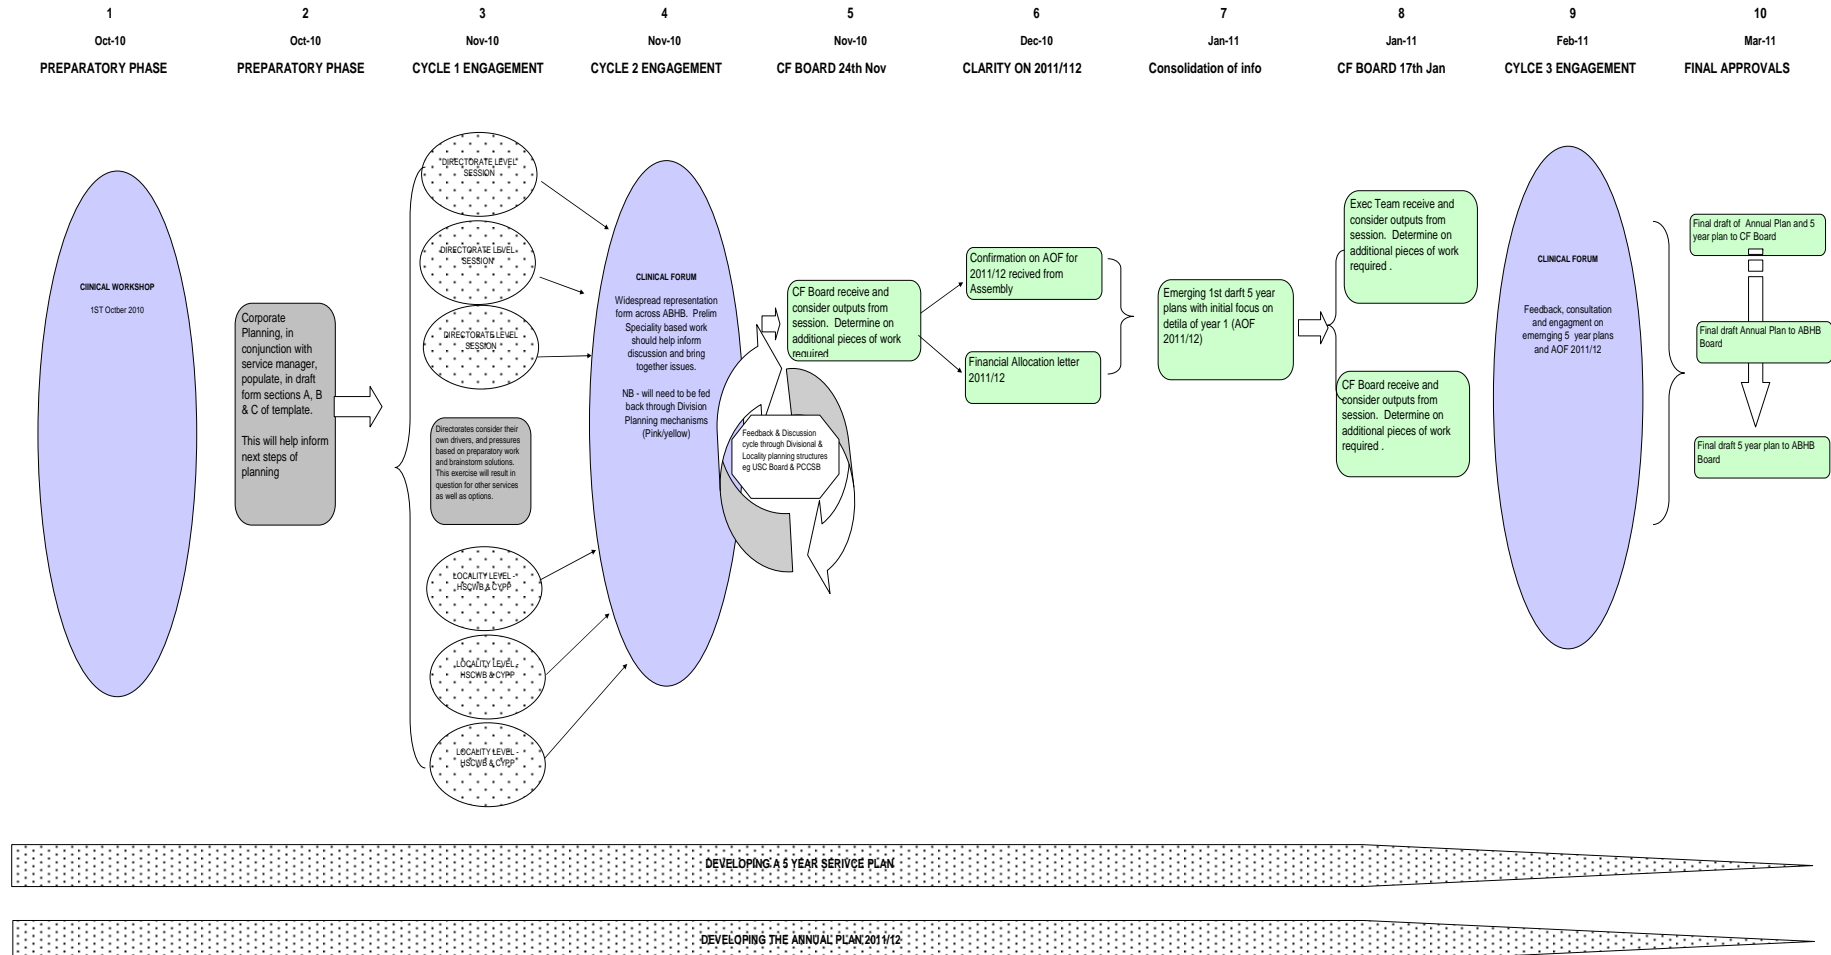 1
2
3
4
5
6
7
8
9
10
Oct-10
Oct-10
Nov-10
Nov-10
Nov-10
Dec-10
Jan-11
Jan-11
Feb-11
Mar-11
PREPARATORY PHASE
PREPARATORY PHASE
CYCLE 1 ENGAGEMENT
CYCLE 2 ENGAGEMENT
CF BOARD 24th Nov
CLARITY ON 2011/112
Consolidation of info
CF BOARD 17th Jan
CYLCE 3 ENGAGEMENT
FINAL APPROVALS
ClINICAL WORKSHOP
1ST Octber 2010
Corporate
Planning, in
conjunction with
service manager,
populate, in draft
form sections A, B
& C of template.
This will help inform
next steps of
planning
DIRECTORATE LEVEL
SESSION
DIRECTORATE LEVEL
SESSION
DIRECTORATE LEVEL
SESSION
Directorates consider their
own drivers, and pressures
based on preparatory work
and brainstorm solutions.
This exercise will result in
question for other services
as well as options.
LOCALITY LEVEL -
HSCWB & CYPP
LOCALITY LEVEL -
HSCWB & CYPP
LOCALITY LEVEL -
HSCWB & CYPP
CLINICAL FORUM
Widespread representation
form across ABHB. Prelim
Speciality based work
should help inform
discussion and bring
together issues.
NB - will need to be fed
back through Division
Planning mechanisms
(Pink/yellow)
Feedback & Discussion
cycle through Divisional &
Locality planning structures
eg USC Board & PCCSB
CF Board receive and
consider outputs from
session. Determine on
additional pieces of work
required
Confirmation on AOF for
2011/12 recived from
Assembly
Financial Allocation letter
2011/12
Emerging 1st darft 5 year
plans with initial focus on
detila of year 1 (AOF
2011/12)
Exec Team receive and
consider outputs from
session. Determine on
additional pieces of work
required .
CF Board receive and
consider outputs from
session. Determine on
additional pieces of work
required .
CLINICAL FORUM
Feedback, consultation
and engagment on
ememrging 5 year plans
and AOF 2011/12
Final draft of Annual Plan and 5
year plan to CF Board
Final draft Annual Plan to ABHB
Board
Final draft 5 year plan to ABHB
Board
DEVELOPING A 5 YEAR SERIVCE PLAN
DEVELOPING THE ANNUAL PLAN 2011/12